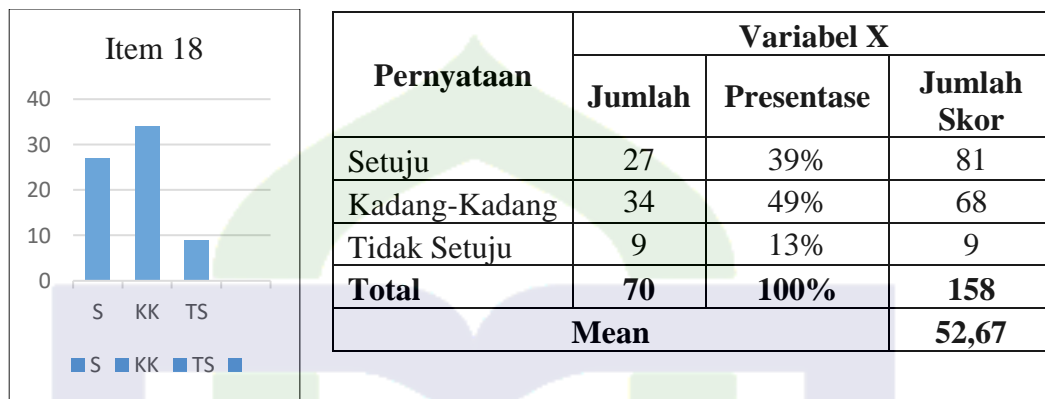 Item 18
40
30
20
10
0
S KK TS
S KK TS
Variabel X
Pernyataan Jumlah Presentase Jumlah Skor
Setuju 27 39% 81
Kadang-Kadang 34 49% 68
Tidak Setuju 9 13% 9
Total 70 100% 158
Mean 52,67